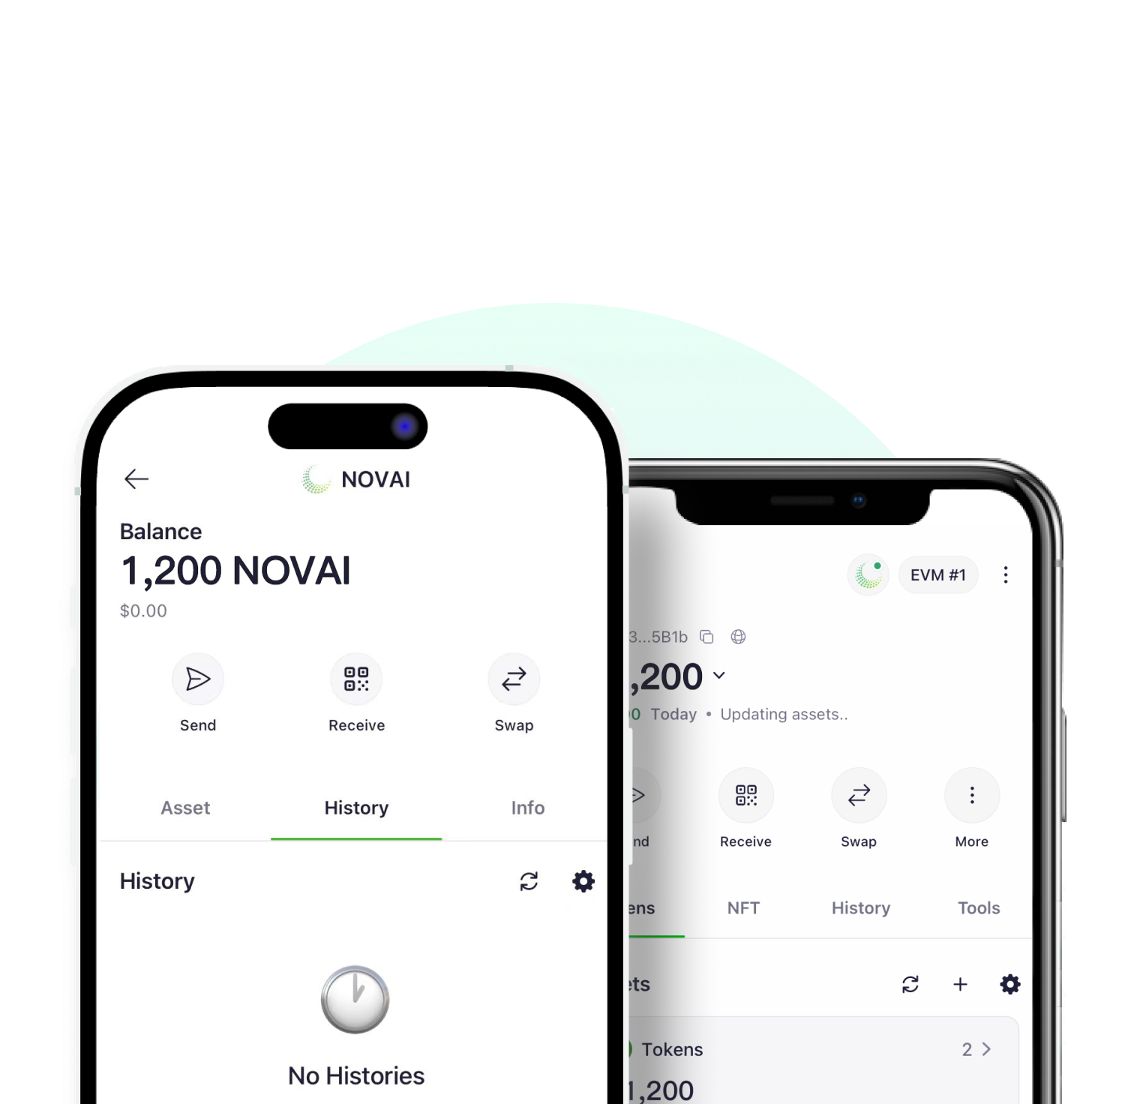 NOVAI
Balance
1,200 NOVAI
$0.00
Send
Receive
Swap
Asset
History
Info
History
No Histories
EVM #1
3...5B1b
,200
0 Today • Updating assets..
nd
Receive
Swap
More
ens
NFT
History
Tools
ets
Tokens
2
1,200